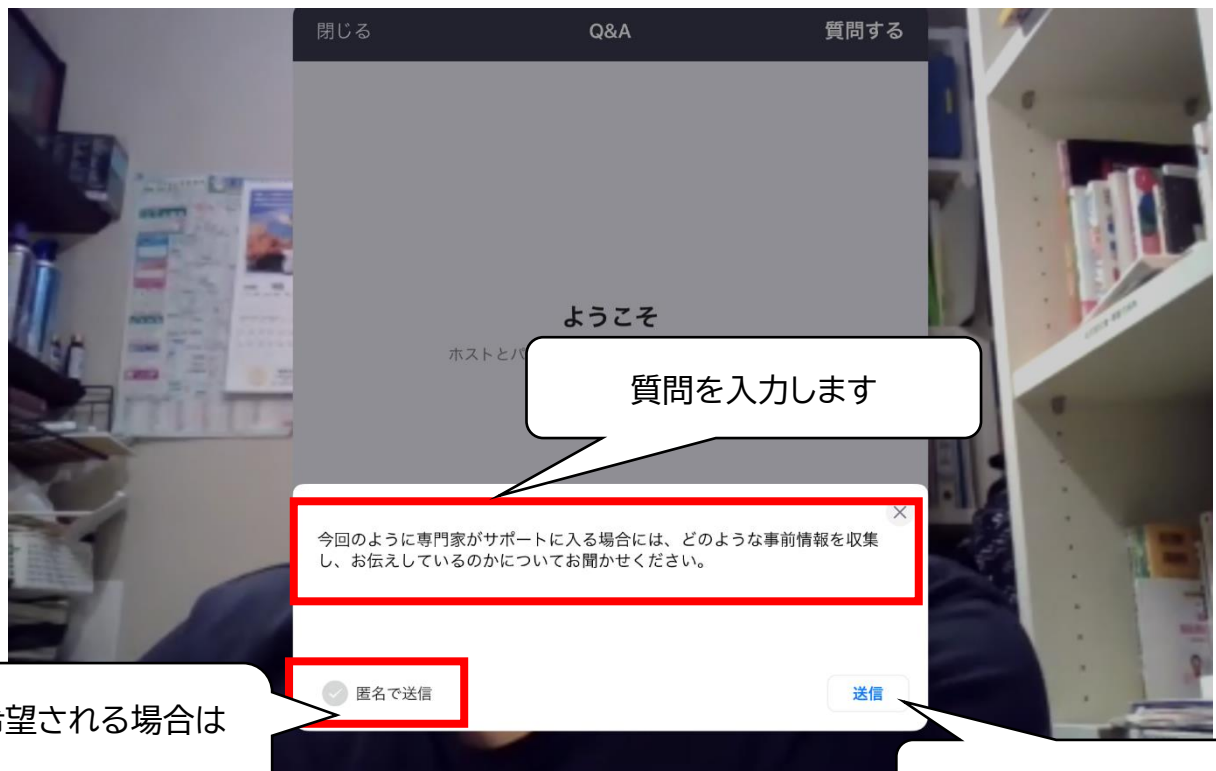 閉じる
Q&A
質問する
ようこそ
ホストとパ
質問を入力します
今回のように専門家がサポートに入る場合には、どのような事前情報を収集
し、お伝えしているのかについてお聞かせください。
匿名で送信
送信
望される場合は